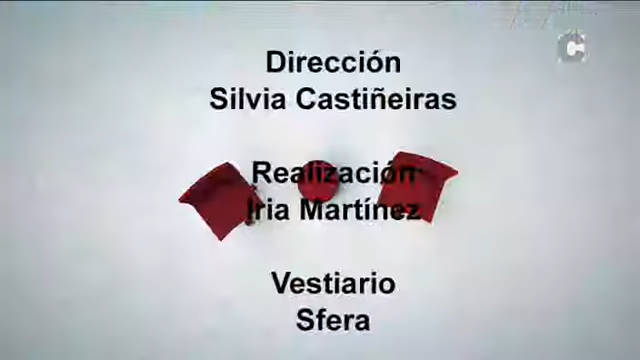 Dirección
Silvia Castiñeiras
Realización
Iria Martínez
Vestiario
Sfera
C